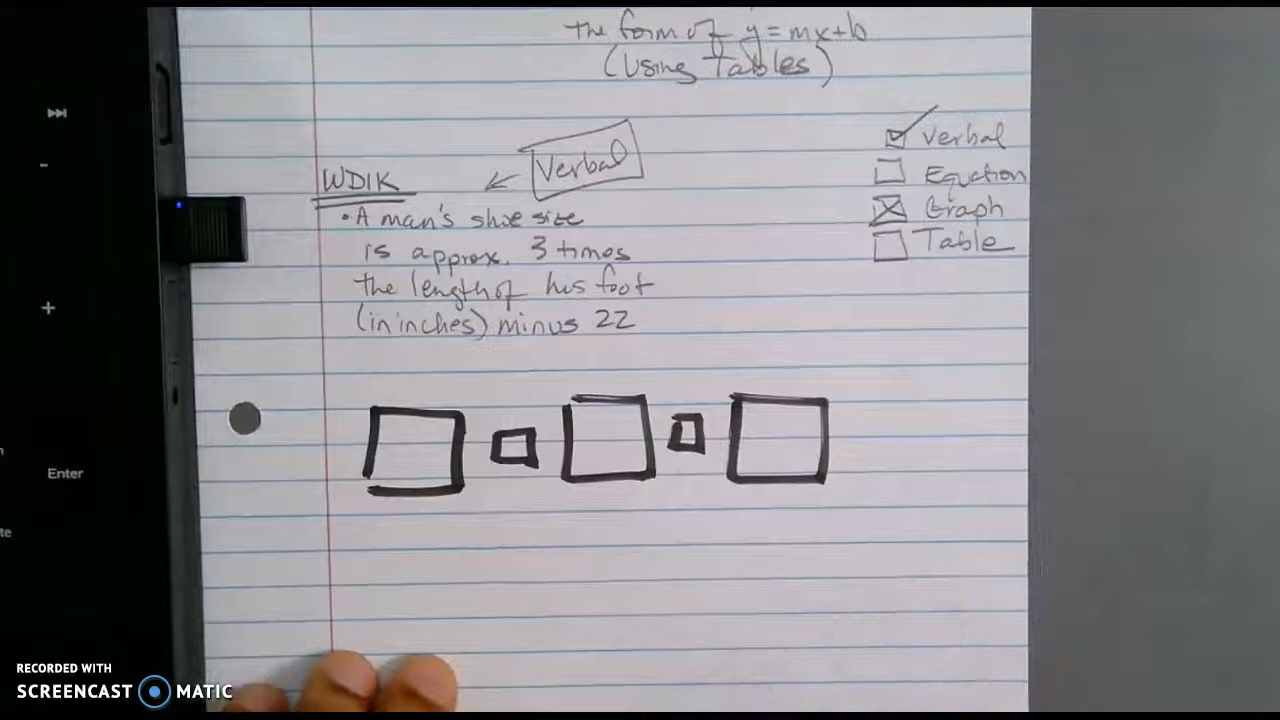 the form of y = mx+b
(Using Tables)
Verbal
WDIK
• A man's shoe size
is approx. 3 times
the length of his foot
(in inches) minus 22
Verbal
Equation
Graph
Table
Enter
RECORDED WITH
SCREENCAST MATIC